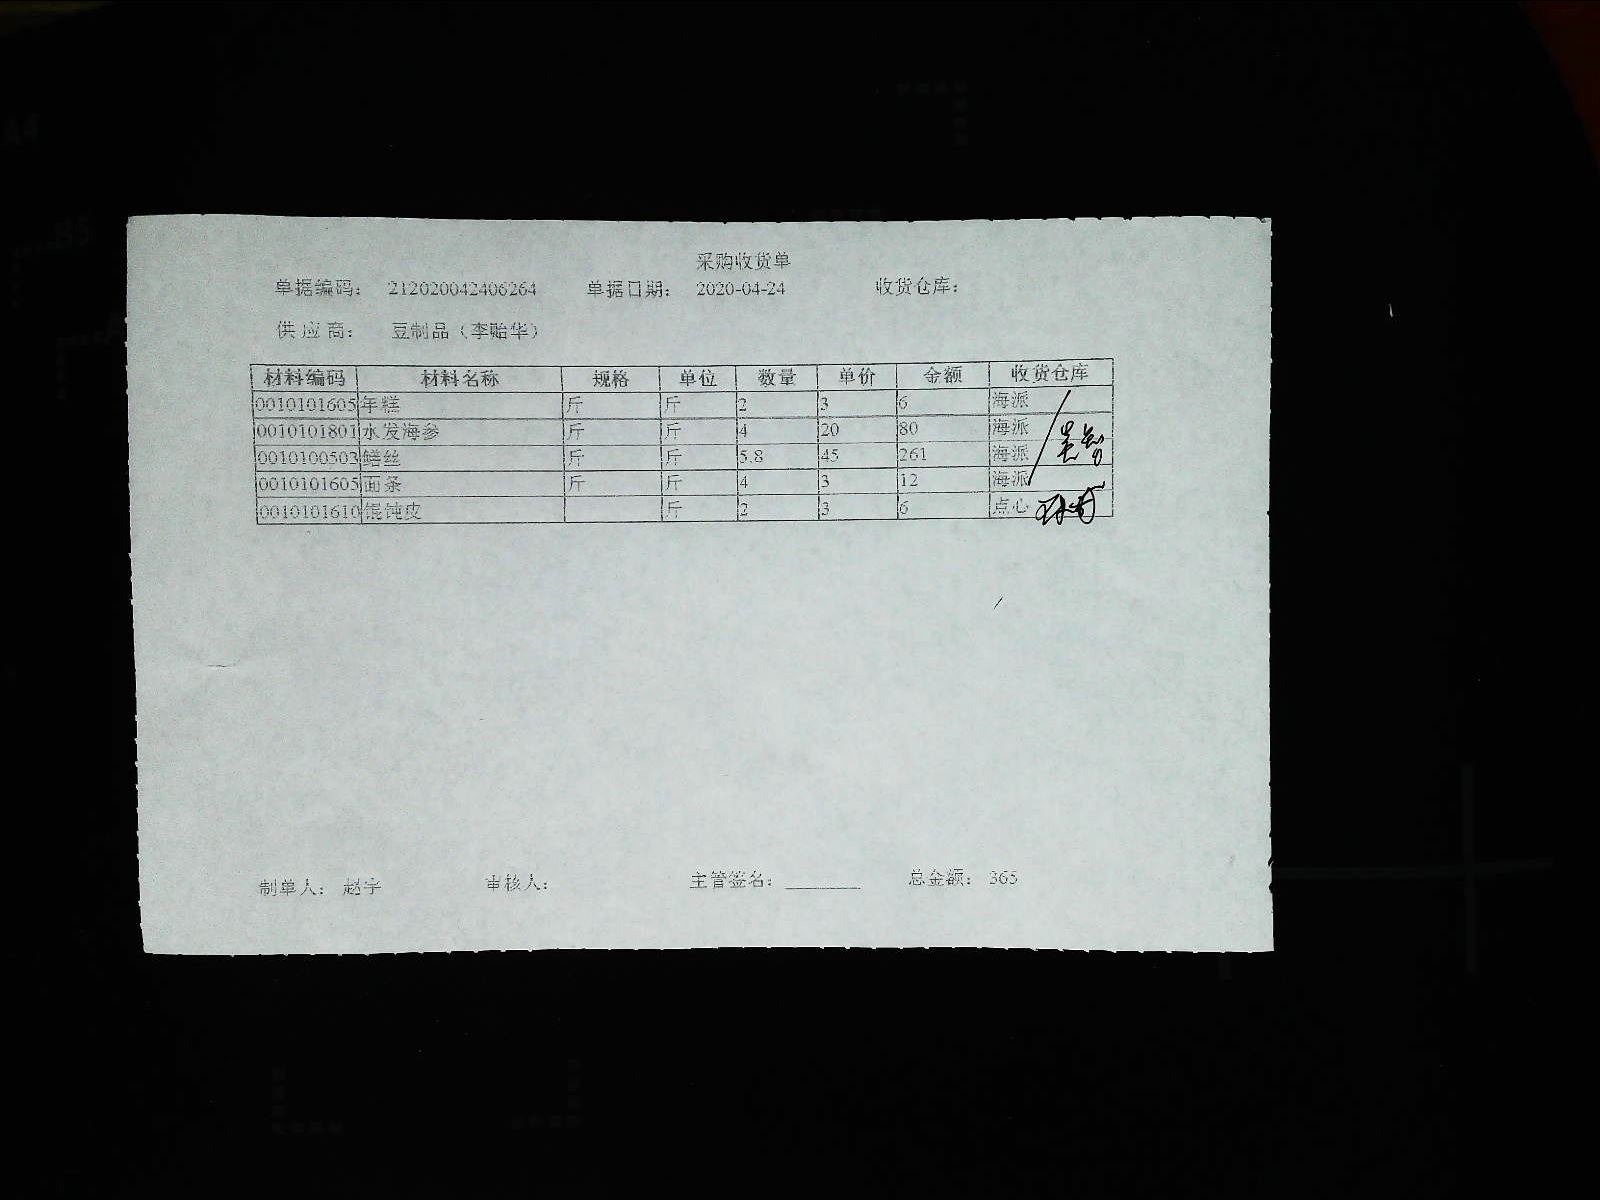 采购收货单
单据编码： 212020042406264 单据日期： 2020-04-24 收货仓库：
供 应 商： 豆制品（李贻华）
材料编码 材料名称 规格 单位 数量 单价 金额 收货仓库
0010101605 年糕 斤 斤 2 3 6 海派
0010101801 水发海参 斤 斤 4 20 80 海派
0010100503 鳝丝 斤 斤 5.8 45 261 海派
0010101605 面条 斤 斤 4 3 12 海派
0010101610 馄饨皮 斤 2 3 6 点心
制单人： 赵宇 审核人： 主管签名： 总金额： 365